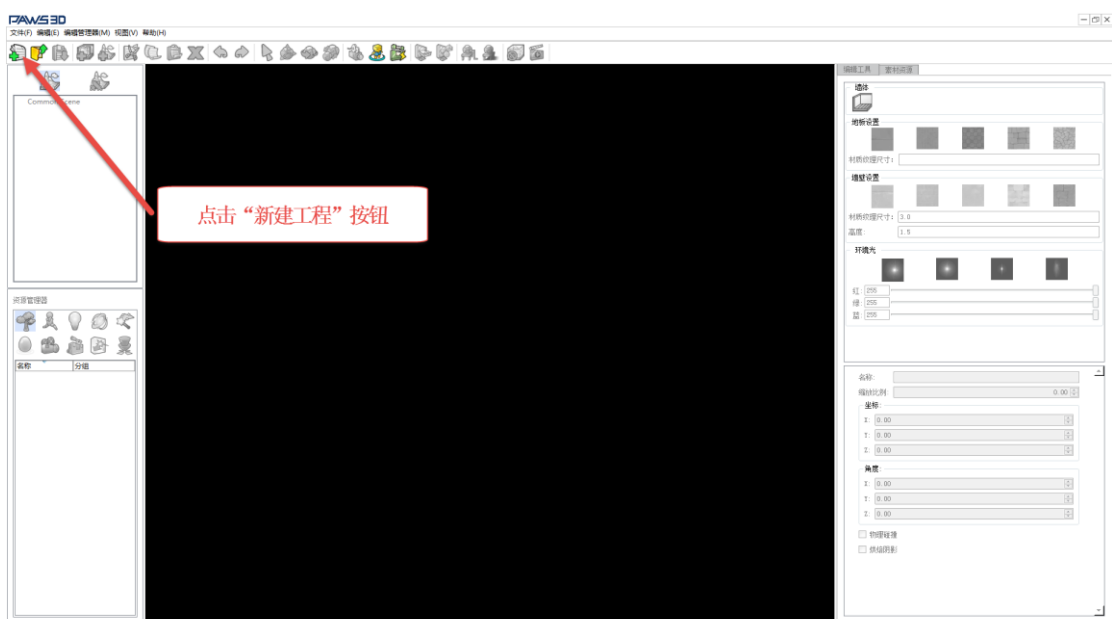 PAWS3D
文件(F) 编辑(E) 编辑管理器(M) 视图(V) 帮助(H)
编辑工具 素材资源
Common Scene
墙体
地板设置
材质纹理尺寸:
墙壁设置
材质纹理尺寸: 3.0
高度: 1.5
点击“新建工程”按钮
环境光
红: 255
绿: 255
蓝: 255
资源管理器
名称 分组
名称:
缩放比例 0.00
坐标:
X: 0.00
Y: 0.00
Z: 0.00
角度:
X: 0.00
Y: 0.00
Z: 0.00
物理碰撞
烘焙阴影